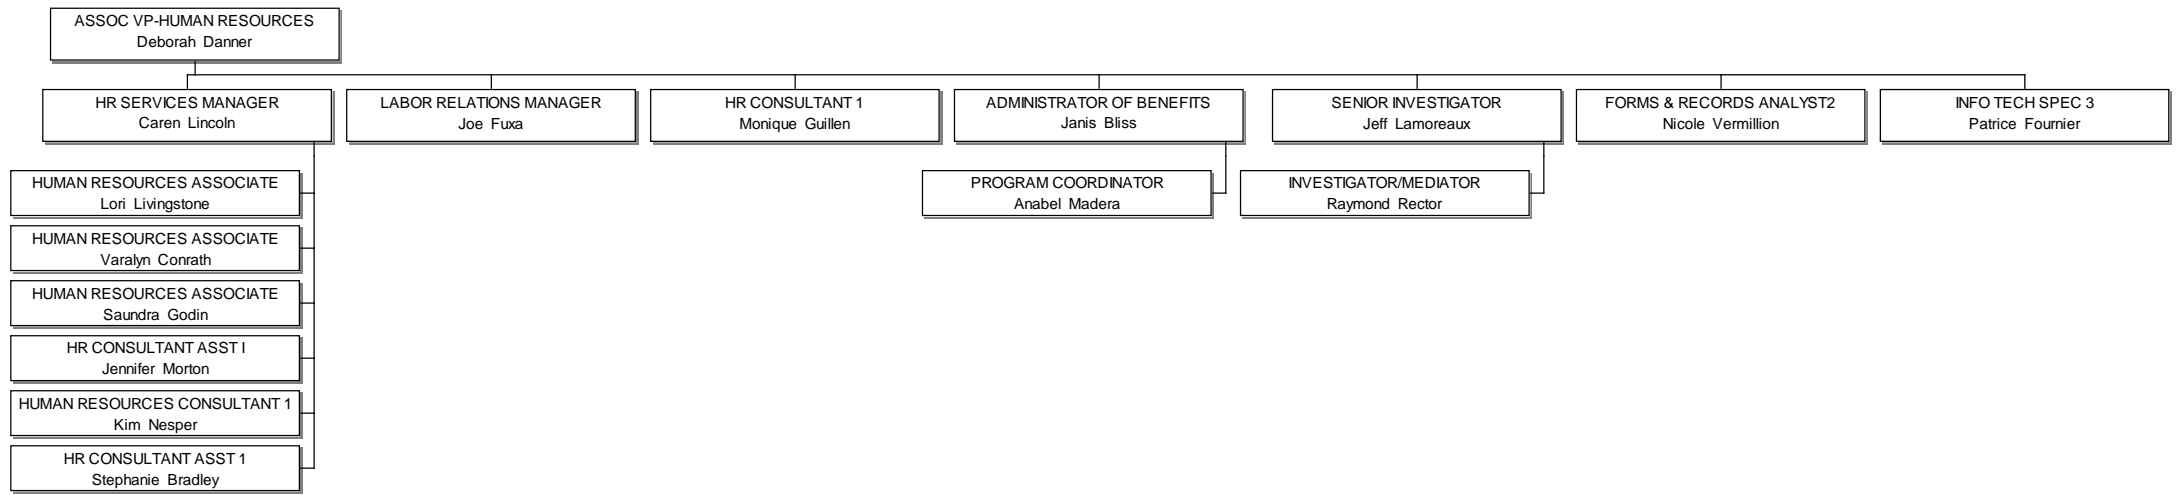 ASSOC VP-HUMAN RESOURCES
Deborah Danner
HR SERVICES MANAGER
Caren Lincoln
LABOR RELATIONS MANAGER
Joe Fuxa
HR CONSULTANT 1
Monique Guillen
ADMINISTRATOR OF BENEFITS
Janis Bliss
SENIOR INVESTIGATOR
Jeff Lamoreaux
FORMS & RECORDS ANALYST2
Nicole Vermillion
INFO TECH SPEC 3
Patrice Fournier
HUMAN RESOURCES ASSOCIATE
Lori Livingstone
HUMAN RESOURCES ASSOCIATE
Varalyn Conrath
HUMAN RESOURCES ASSOCIATE
Saundra Godin
HR CONSULTANT ASST I
Jennifer Morton
HUMAN RESOURCES CONSULTANT 1
Kim Nesper
HR CONSULTANT ASST 1
Stephanie Bradley
PROGRAM COORDINATOR
Anabel Madera
INVESTIGATOR/MEDIATOR
Raymond Rector